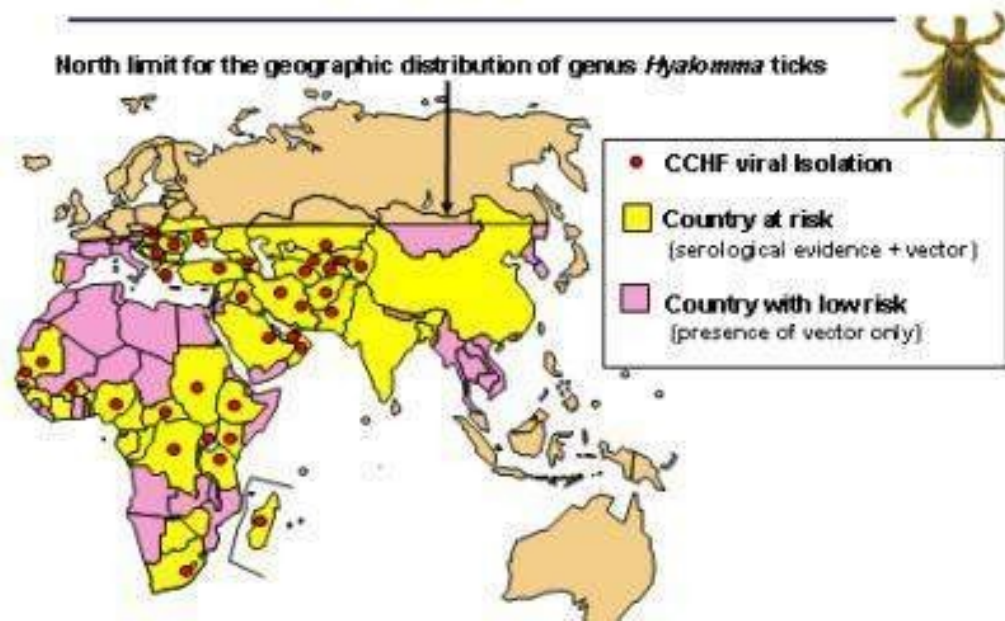 North limit for the geographic distribution of genus Hyalomma ticks
CCHF viral Isolation
Country at risk
(serological evidence + vector)
Country with low risk
(presence of vector only)